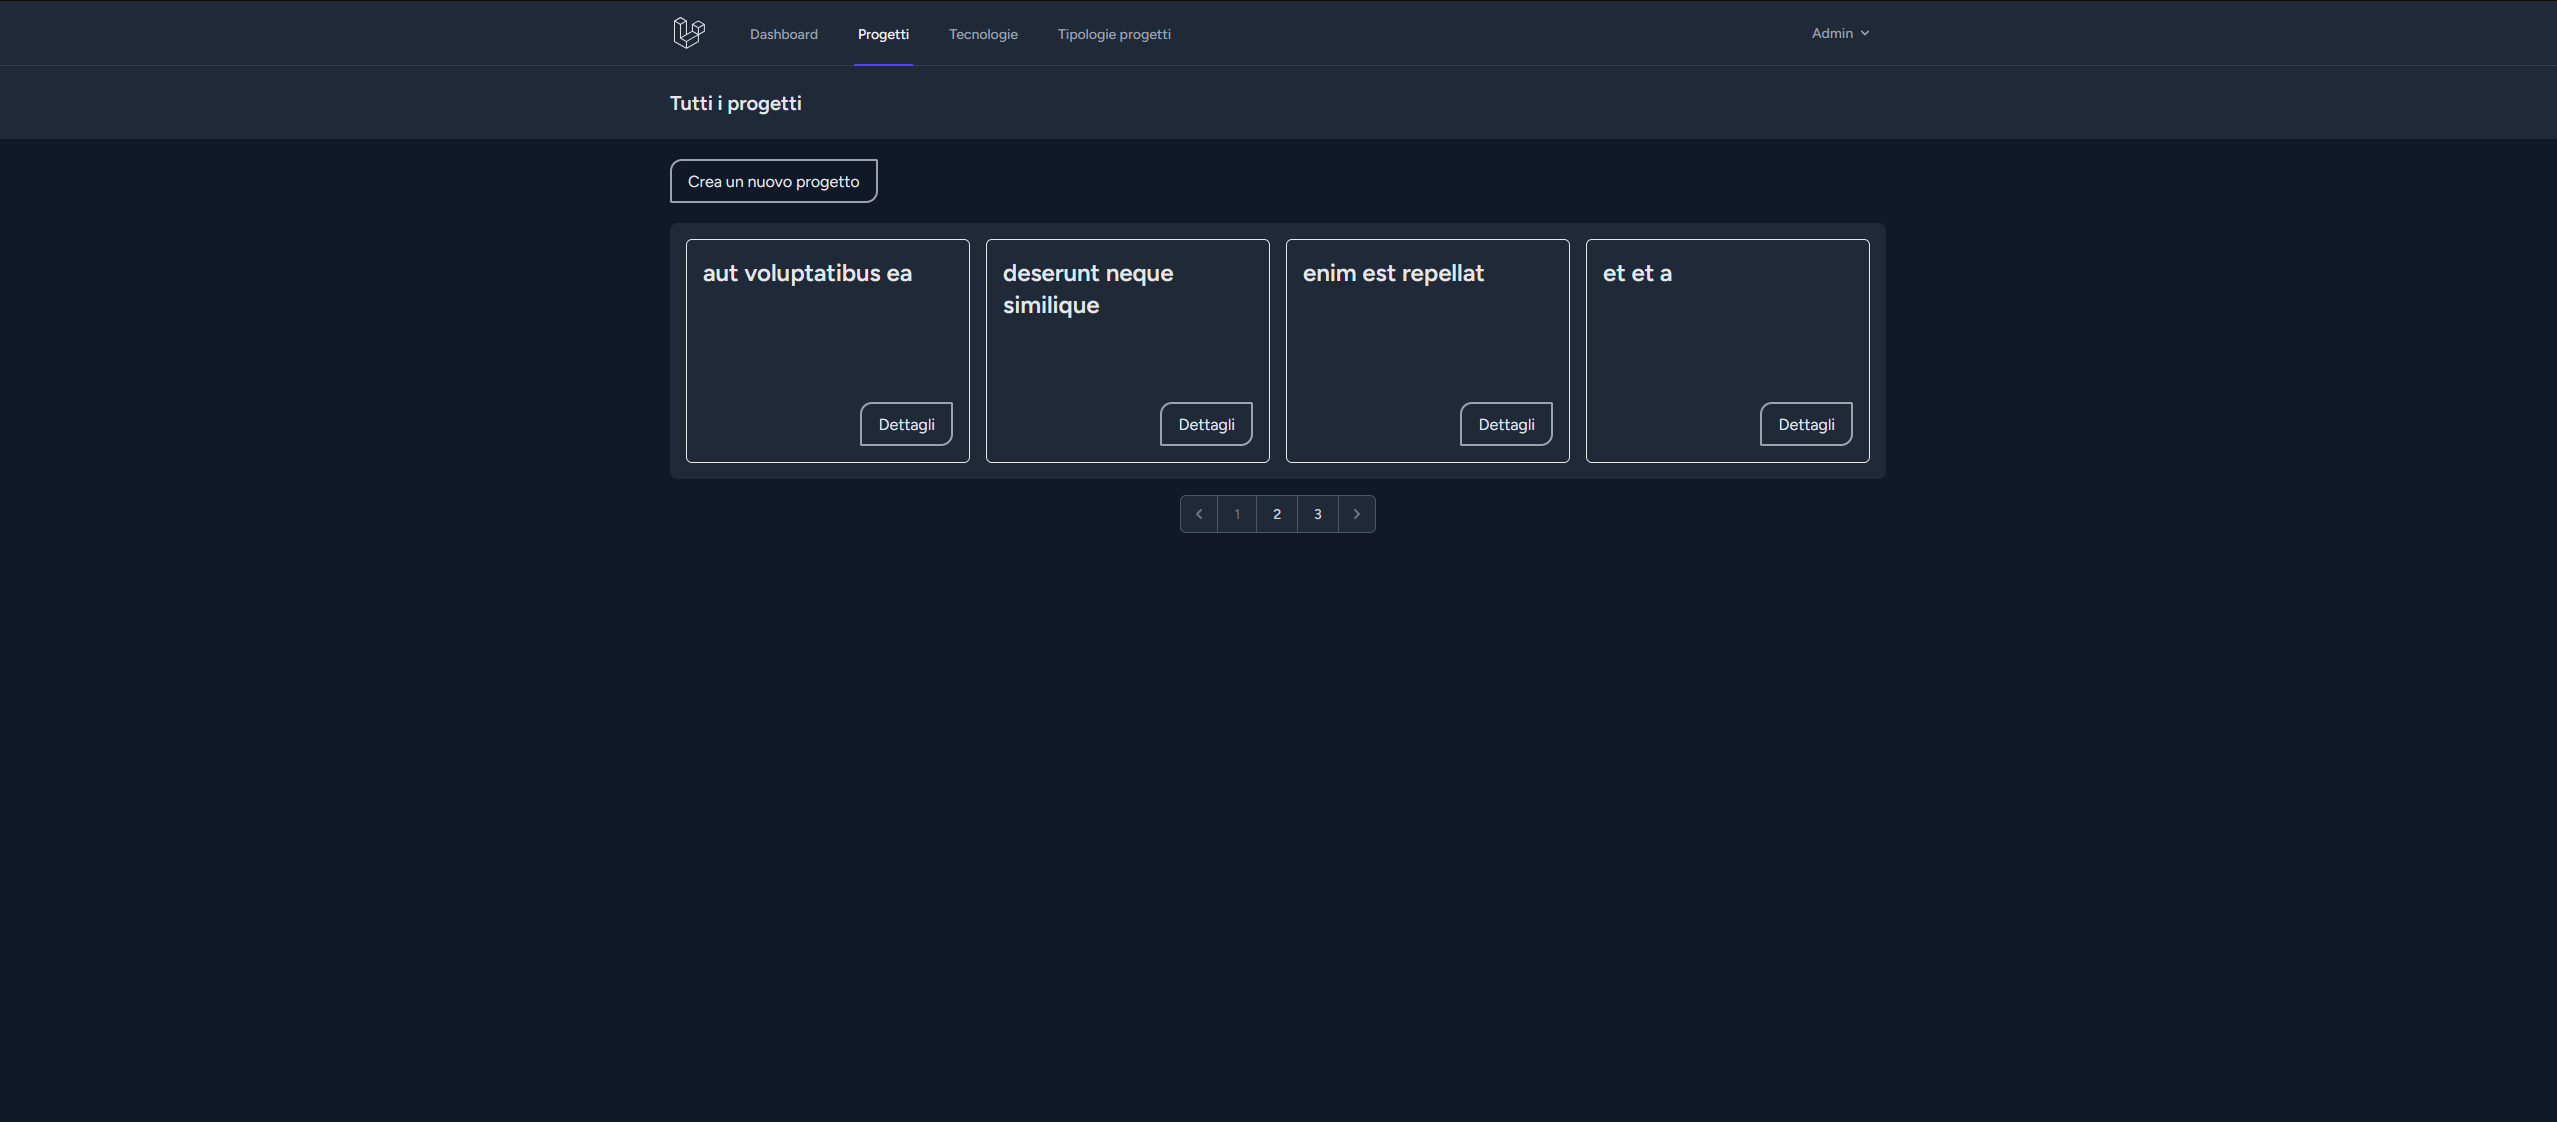 Dashboard
Progetti
Tecnologie
Tipologie progetti
Admin
Tutti i progetti
Crea un nuovo progetto
aut voluptatibus ea
Dettagli
deserunt neque
similique
Dettagli
enim est repellat
Dettagli
et et a
Dettagli
1
2
3